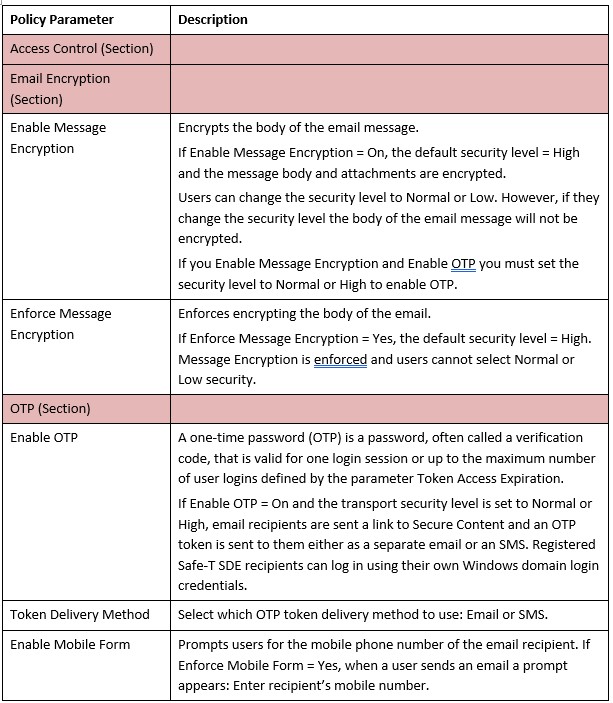 Policy Parameter
Description
Access Control (Section)
Email Encryption
(Section)
Enable Message
Encryption
Encrypts the body of the email message.
If Enable Message Encryption = On, the default security level = High
and the message body and attachments are encrypted.
Users can change the security level to Normal or Low. However, if they
change the security level the body of the email message will not be
encrypted.
If you Enable Message Encryption and Enable OTP you must set the
security level to Normal or High to enable OTP.
Enforce Message
Encryption
Enforces encrypting the body of the email.
If Enforce Message Encryption = Yes, the default security level = High.
Message Encryption is enforced and users cannot select Normal or
Low security.
OTP (Section)
Enable OTP
A one-time password (OTP) is a password, often called a verification
code, that is valid for one login session or up to the maximum number
of user logins defined by the parameter Token Access Expiration.
If Enable OTP = On and the transport security level is set to Normal or
High, email recipients are sent a link to Secure Content and an OTP
token is sent to them either as a separate email or an SMS. Registered
Safe-T SDE recipients can log in using their own Windows domain login
credentials.
Token Delivery Method
Select which OTP token delivery method to use: Email or SMS.
Enable Mobile Form
Prompts users for the mobile phone number of the email recipient. If
Enforce Mobile Form = Yes, when a user sends an email a prompt
appears: Enter recipient’s mobile number.